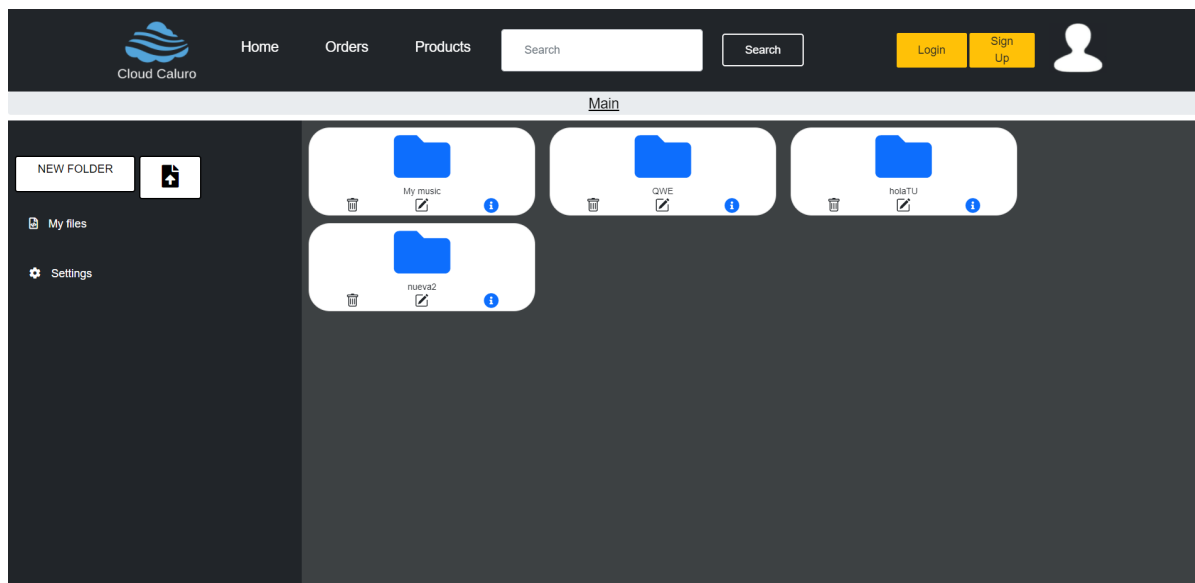 Cloud Caluro
Home
Orders
Products
Search
Search
Login
Sign
Up
Main
NEW FOLDER
My files
Settings
My music
QWE
holaTU
nueva2